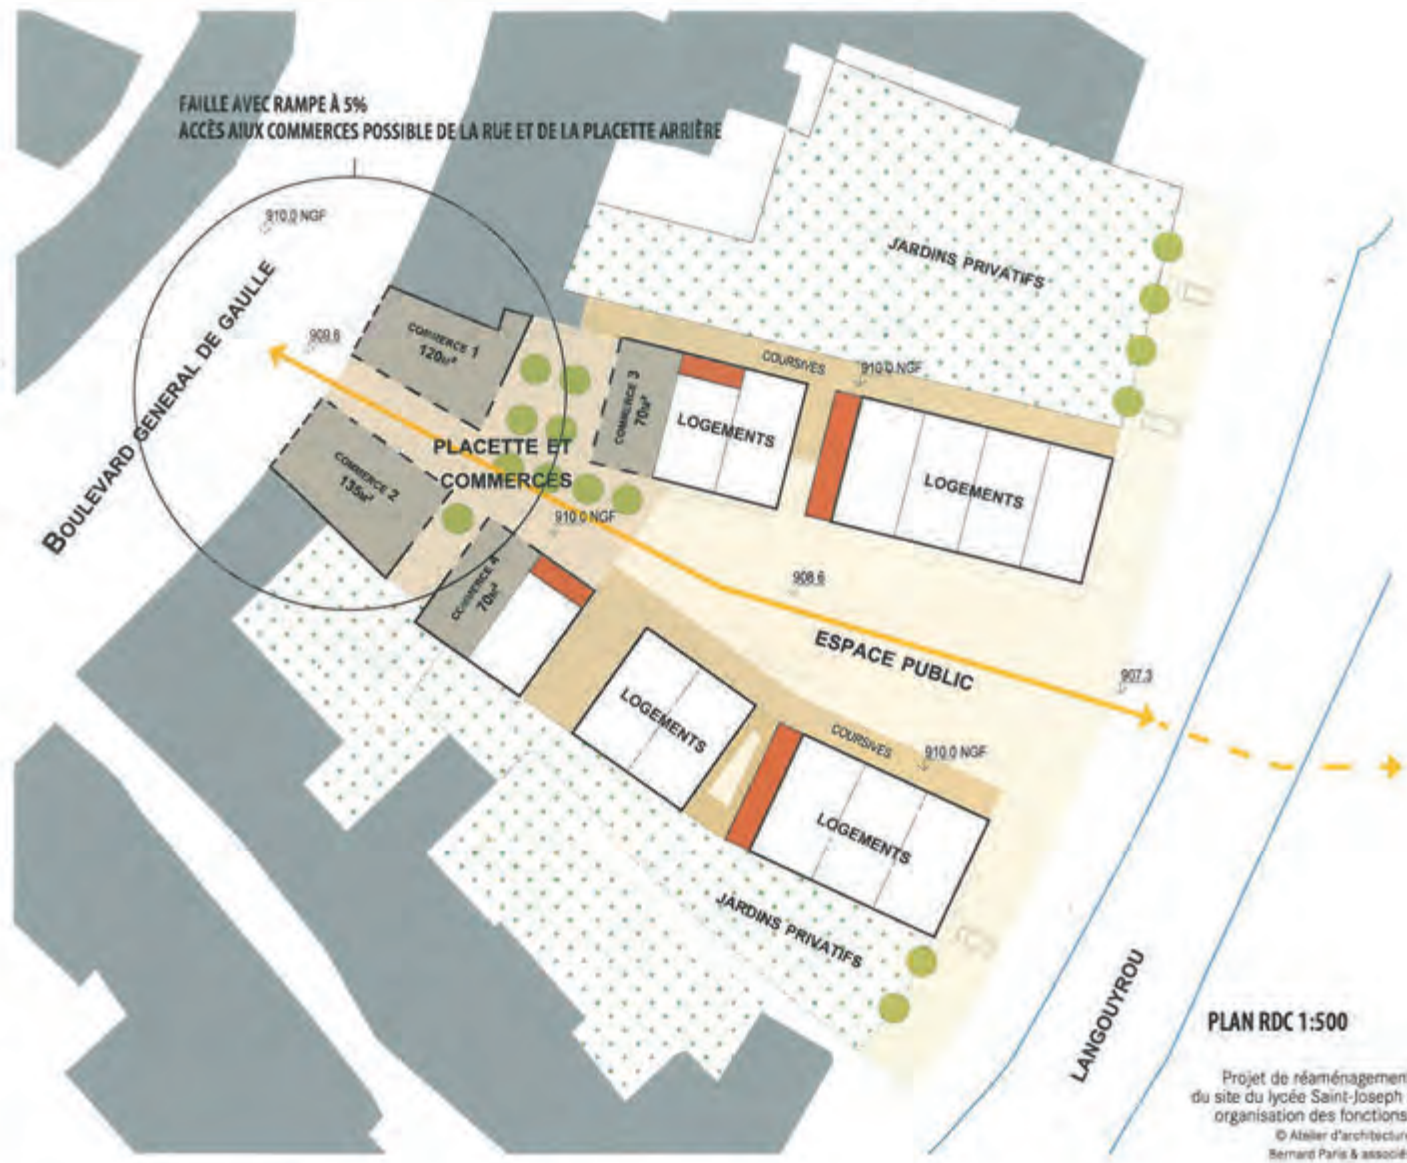 FAILLE AVEC RAMPE À 5%
ACCÈS AIUX COMMERCES POSSIBLE DE LA RUE ET DE LA PLACETTE ARRIÈRE
910.0 NGF
BOULEVARD GENERAL DE GAULLE
909.6
COMMERCE 1
120M²
COMMERCE 2
135M²
PLACETTE ET
COMMERCES
910.0 NGF
COMMERCE 3
70M²
COMMERCE 4
70M²
JARDINS PRIVATIFS
COURSIVES
910.0 NGF
LOGEMENTS
LOGEMENTS
908.6
ESPACE PUBLIC
907.3
LOGEMENTS
COURSIVES
910.0 NGF
LOGEMENTS
JARDINS PRIVATIFS
LANGOUYROU
PLAN RDC 1:500
Projet de réaménagement
du site du lycée Saint-Joseph
organisation des fonctions
© Atelier d'architecture
Bernard Paris & associé